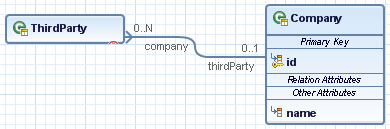 ThirdParty
0..N
company
0..1
thirdParty
Company
Primary Key
id
Relation Attributes
Other Attributes
name